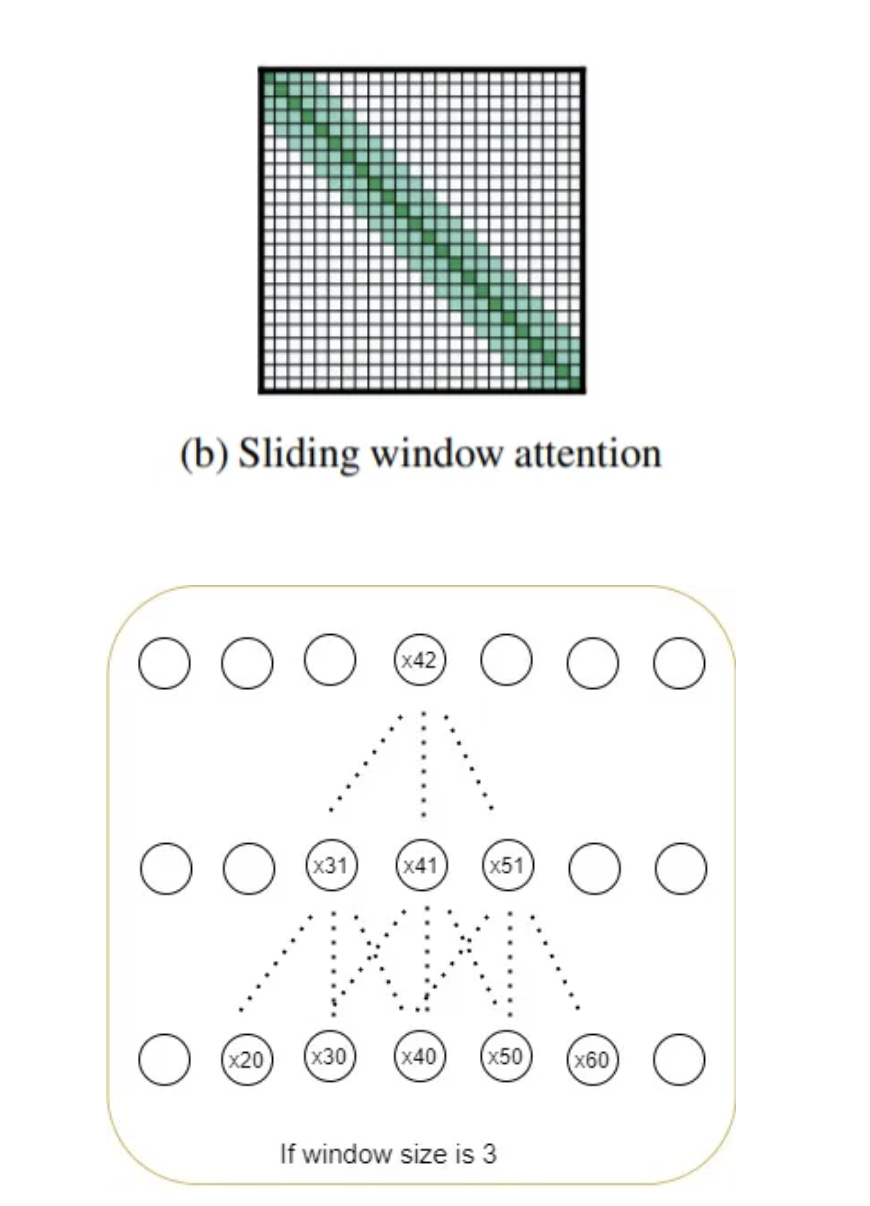 (b) Sliding window attention
x42
x31 x41 x51
x20 x30 x40 x50 x60
If window size is 3